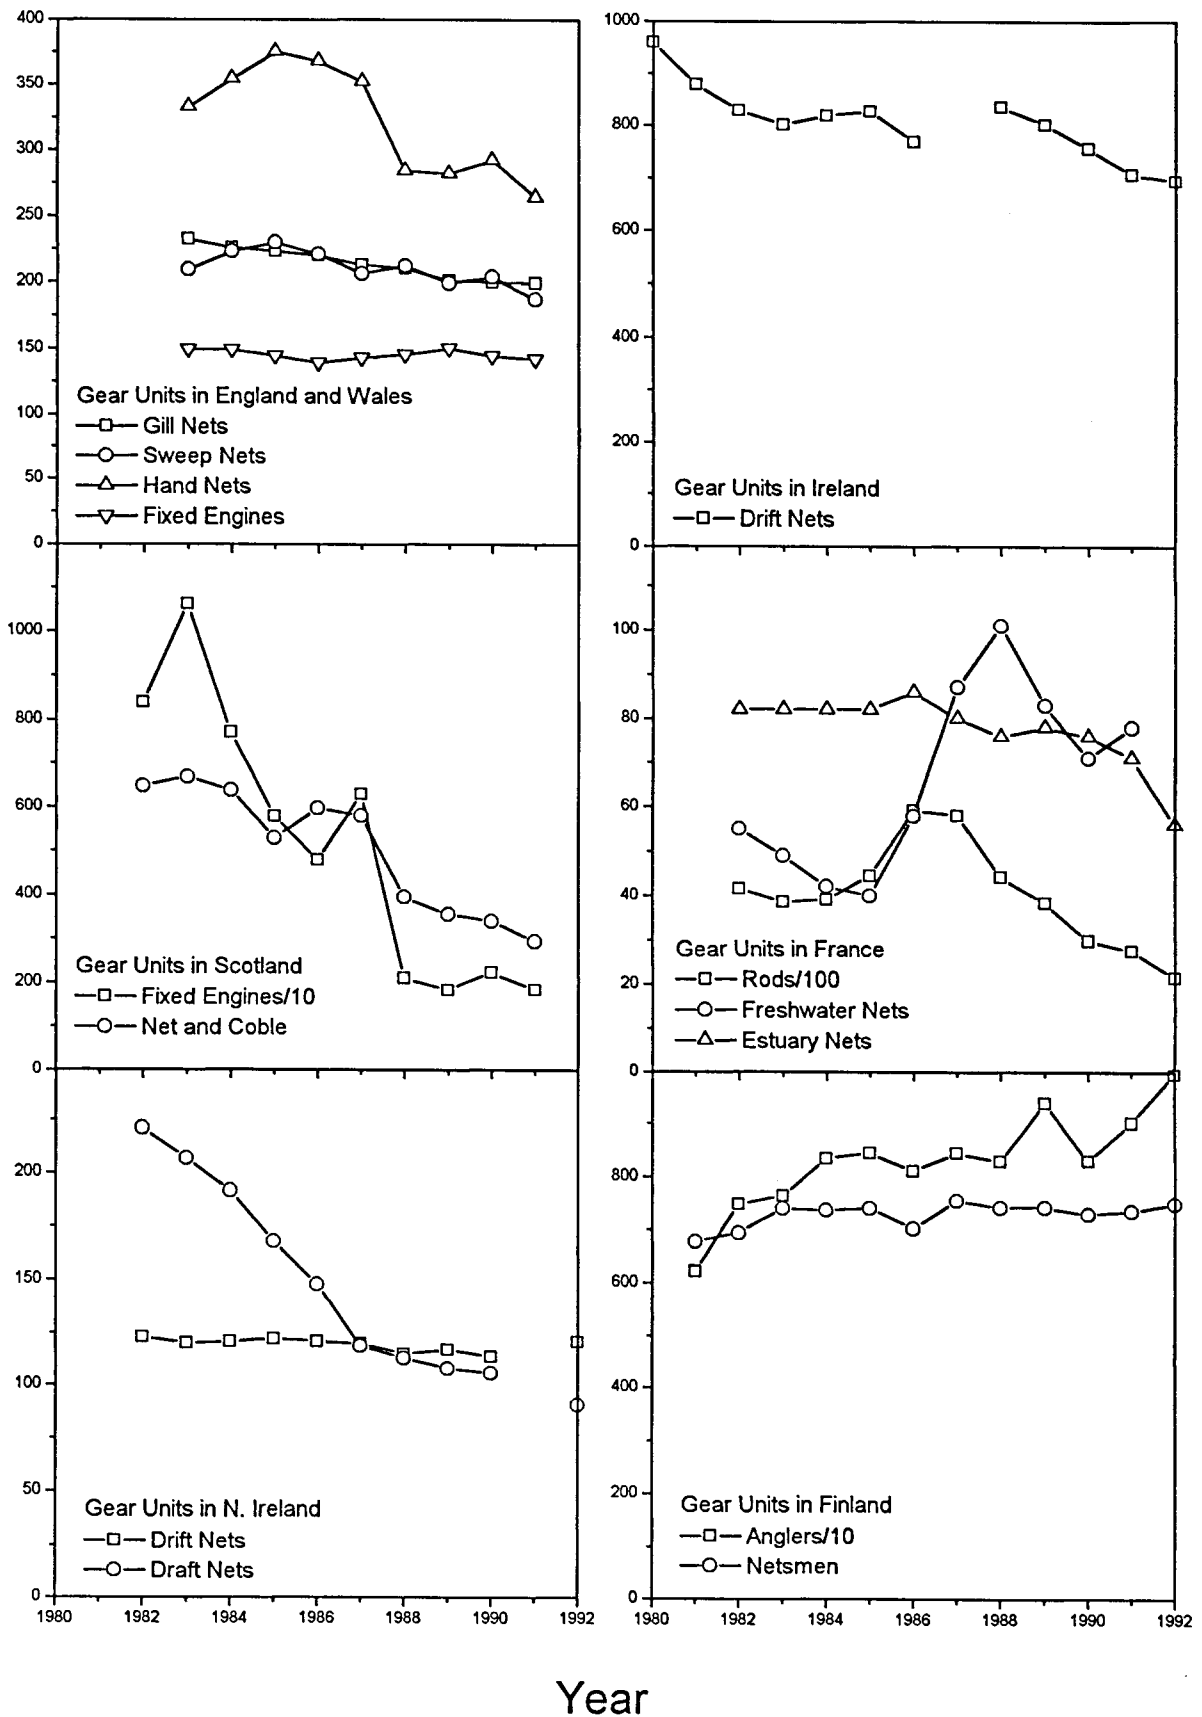 400
350
300
250
200
150
100
50
0
Gear Units in England and Wales
Gill Nets
Sweep Nets
Hand Nets
Fixed Engines
1000
800
600
400
200
0
Gear Units in Ireland
Drift Nets
1000
800
600
400
200
0
Gear Units in Scotland
Fixed Engines/10
Net and Coble
100
80
60
40
20
0
Gear Units in France
Rods/100
Freshwater Nets
Estuary Nets
200
150
100
50
0
Gear Units in N. Ireland
Drift Nets
Draft Nets
1980 1982 1984 1986 1988 1990 1992
800
600
400
200
0
Gear Units in Finland
Anglers/10
Netsmen
1980 1982 1984 1986 1988 1990 1992
Year